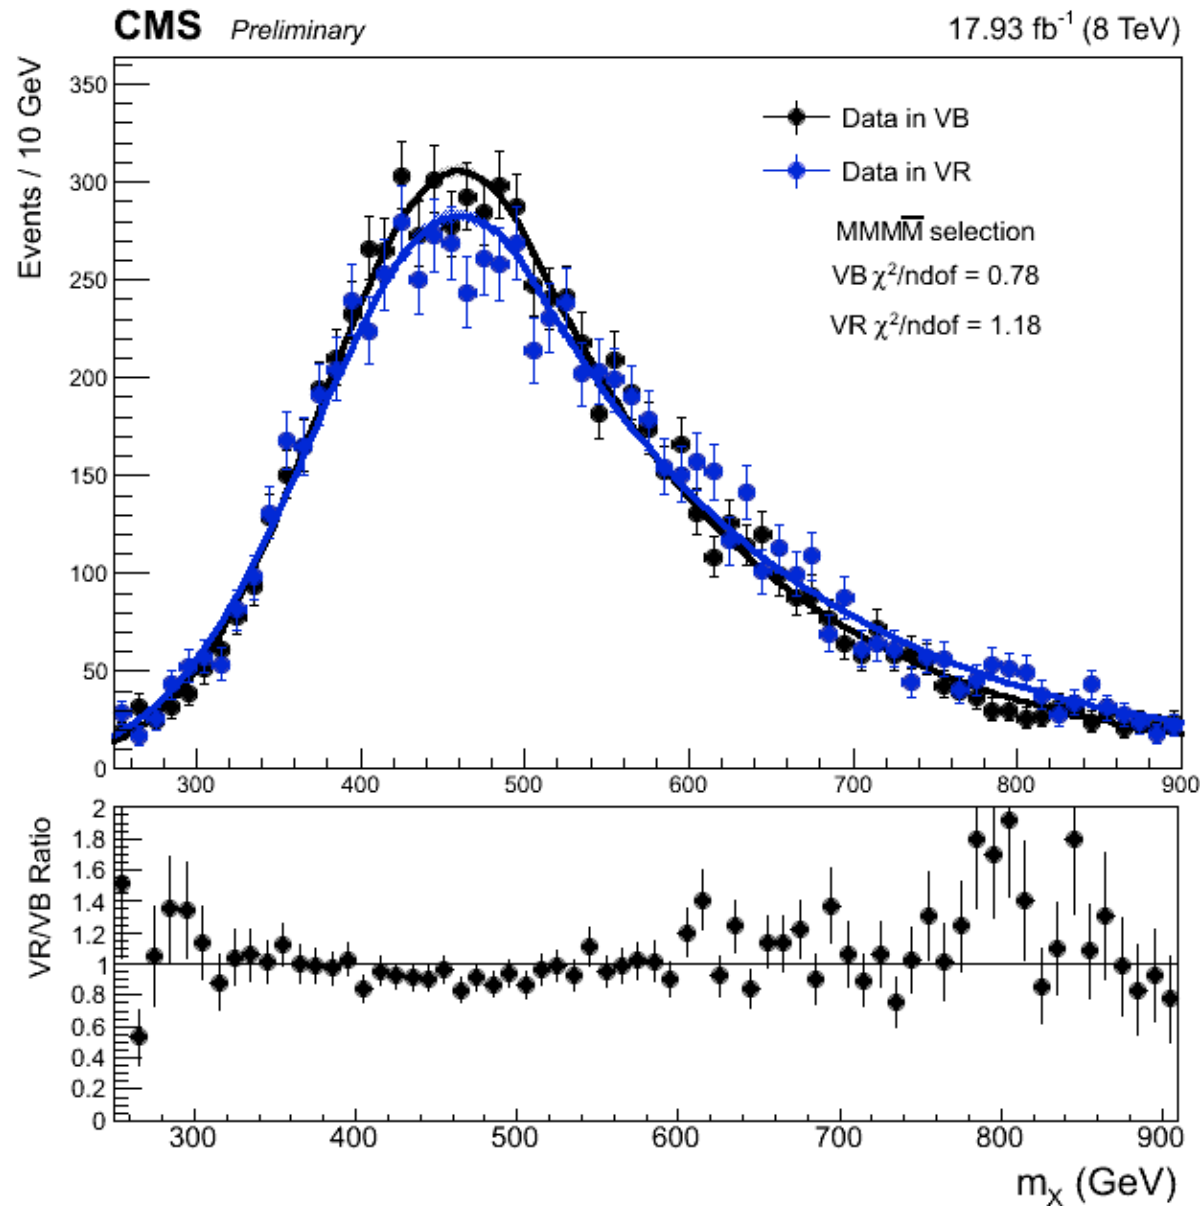 CMS Preliminary 17.93 fb⁻¹ (8 TeV)
Events / 10 GeV
350
300
250
200
150
100
50
0
Data in VB
Data in VR
MMMM̅ selection
VB χ²/ndof = 0.78
VR χ²/ndof = 1.18
300 400 500 600 700 800 900
VR/VB Ratio
2
1.8
1.6
1.4
1.2
1
0.8
0.6
0.4
0.2
0
300 400 500 600 700 800 900
m_X (GeV)